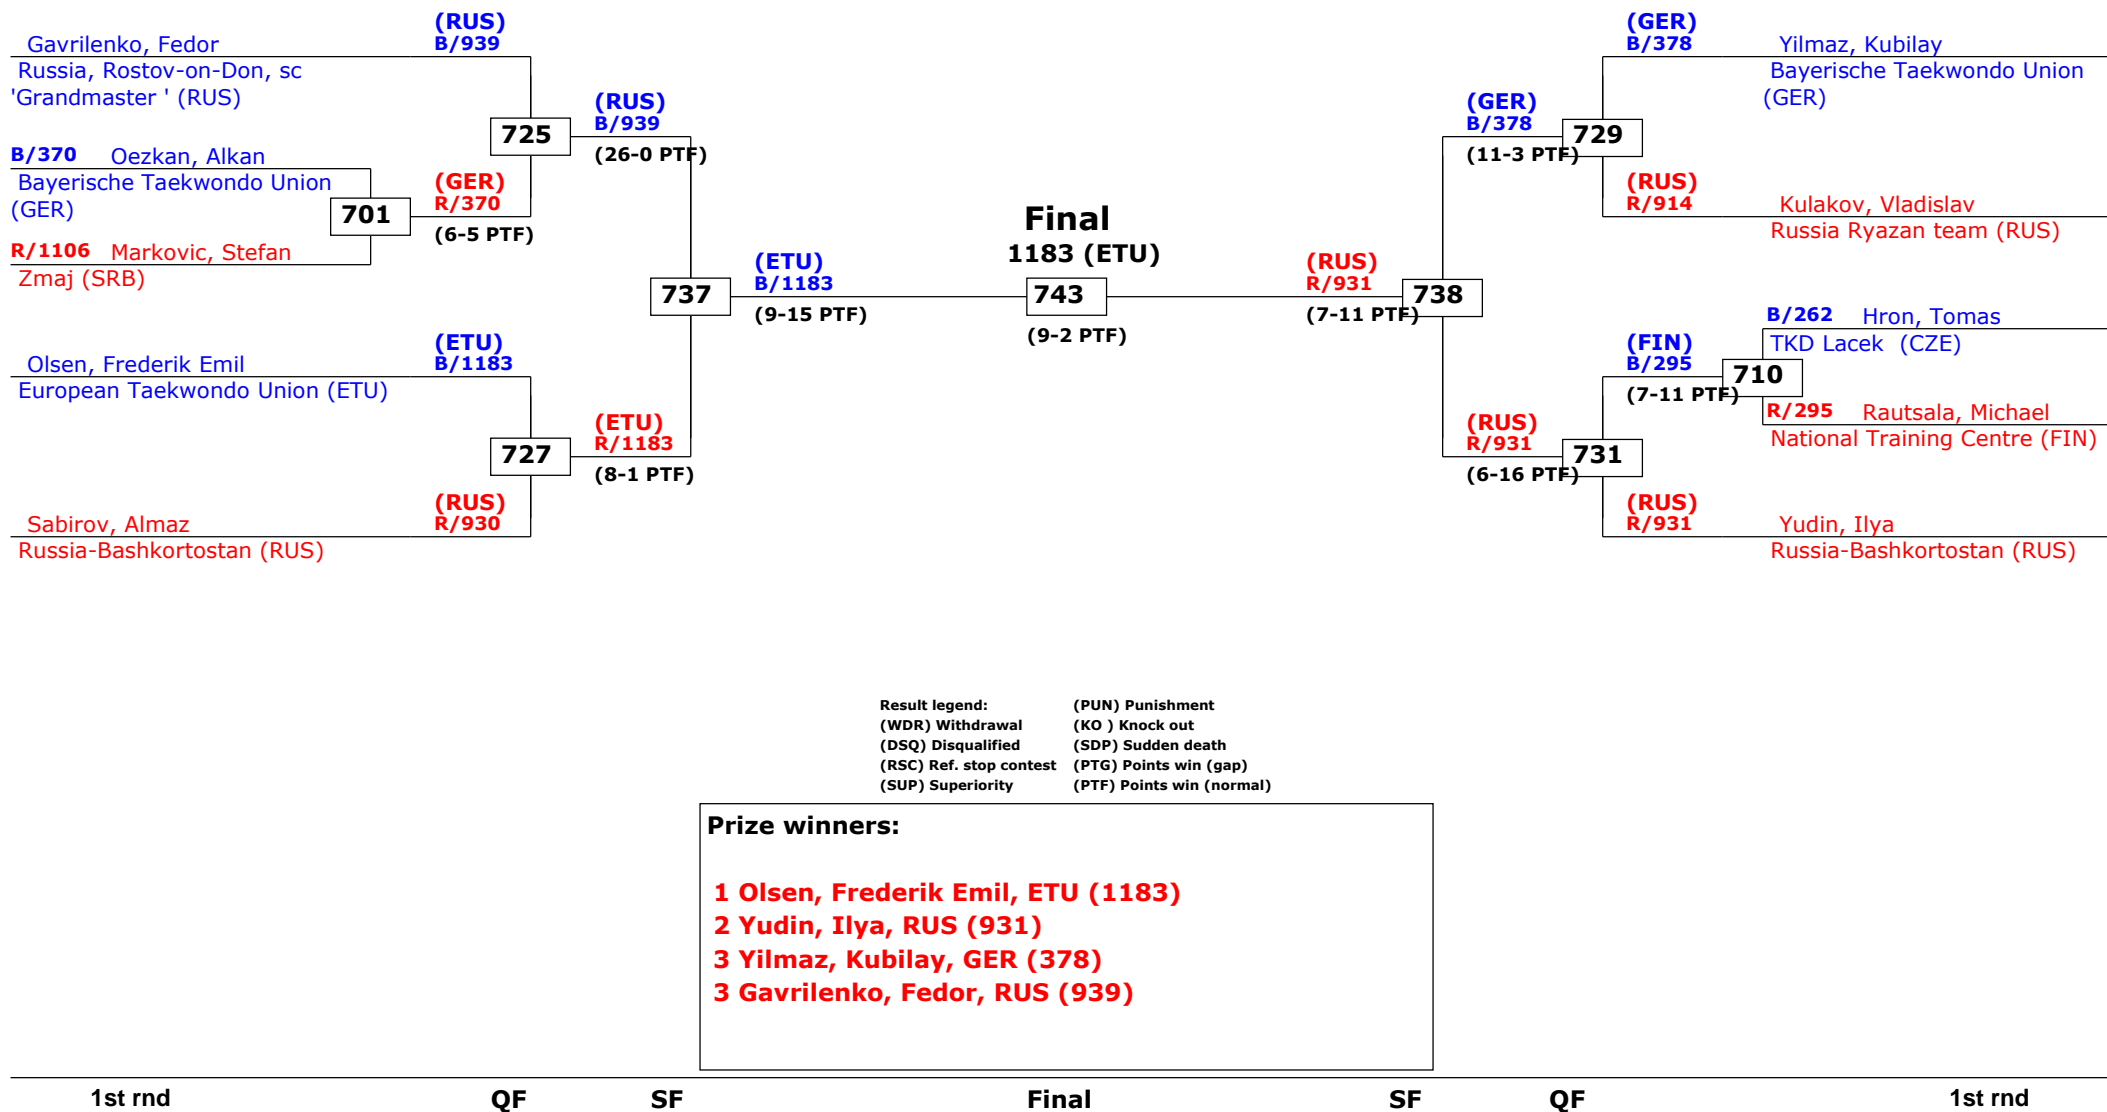 (RUS)
B/939
Gavrilenko, Fedor
Russia, Rostov-on-Don, sc
'Grandmaster ' (RUS)
725
B/370 Oezkan, Alkan
Bayerische Taekwondo Union
(GER)
701
(GER)
R/370
(6-5 PTF)
R/1106 Markovic, Stefan
Zmaj (SRB)
(RUS)
B/939
(26-0 PTF)
737
(ETU)
B/1183
Olsen, Frederik Emil
European Taekwondo Union (ETU)
727
(ETU)
R/1183
(8-1 PTF)
(RUS)
R/930
Sabirov, Almaz
Russia-Bashkortostan (RUS)
(ETU)
B/1183
(9-15 PTF)
Final
1183 (ETU)
743
(9-2 PTF)
(RUS)
R/931
(7-11 PTF)
738
(GER)
B/378
(11-3 PTF)
729
(GER)
B/378
Yilmaz, Kubilay
Bayerische Taekwondo Union
(GER)
(RUS)
R/914
Kulakov, Vladislav
Russia Ryazan team (RUS)
(RUS)
R/931
(6-16 PTF)
731
(FIN)
B/295
(7-11 PTF)
710
B/262 Hron, Tomas
TKD Lacek  (CZE)
R/295 Rautsala, Michael
National Training Centre (FIN)
(RUS)
R/931
Yudin, Ilya
Russia-Bashkortostan (RUS)
Result legend: (PUN) Punishment
(WDR) Withdrawal (KO ) Knock out
(DSQ) Disqualified (SDP) Sudden death
(RSC) Ref. stop contest (PTG) Points win (gap)
(SUP) Superiority (PTF) Points win (normal)
Prize winners:
1 Olsen, Frederik Emil, ETU (1183)
2 Yudin, Ilya, RUS (931)
3 Yilmaz, Kubilay, GER (378)
3 Gavrilenko, Fedor, RUS (939)
1st rnd QF SF Final SF QF 1st rnd